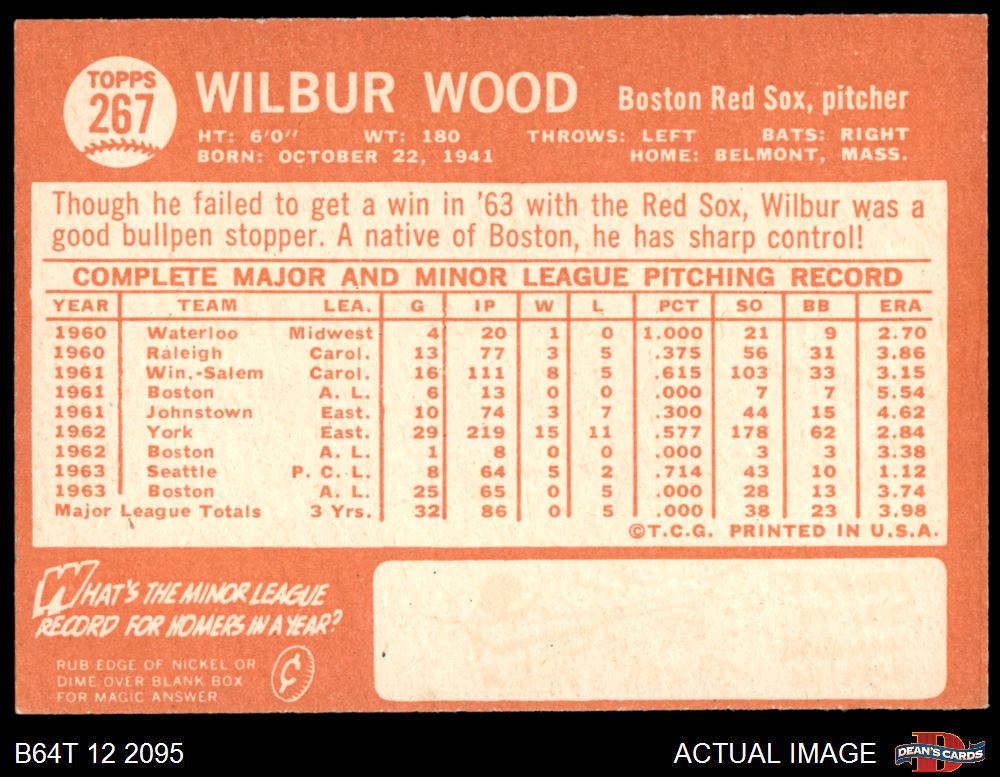 TOPPS
267
WILBUR WOOD Boston Red Sox, pitcher
HT: 6'0" WT: 180 THROWS: LEFT BATS: RIGHT
BORN: OCTOBER 22, 1941 HOME: BELMONT, MASS.
Though he failed to get a win in '63 with the Red Sox, Wilbur was a
good bullpen stopper. A native of Boston, he has sharp control!
COMPLETE MAJOR AND MINOR LEAGUE PITCHING RECORD
YEAR TEAM LEA. G IP W L PCT SO BB ERA
1960 Waterloo Midwest 4 20 1 0 1.000 21 9 2.70
1960 Raleigh Carol. 13 77 3 5 .375 56 31 3.86
1961 Win.-Salem Carol. 16 111 8 5 .615 103 33 3.15
1961 Boston A. L. 6 13 0 0 .000 7 7 5.54
1961 Johnstown East. 10 74 3 7 .300 44 15 4.62
1962 York East. 29 219 15 11 .577 178 62 2.84
1962 Boston A. L. 1 8 0 0 .000 3 3 3.38
1963 Seattle P. C. L. 8 64 5 2 .714 43 10 1.12
1963 Boston A. L. 25 65 0 5 .000 28 13 3.74
Major League Totals 3 Yrs. 32 86 0 5 .000 38 23 3.98
©T.C.G. PRINTED IN U.S.A.
WHAT'S THE MINOR LEAGUE
RECORD FOR HOMERS IN A YEAR?
RUB EDGE OF NICKEL OR
DIME OVER BLANK BOX
FOR MAGIC ANSWER
¢
B64T 12 2095 ACTUAL IMAGE DEAN'S CARDS